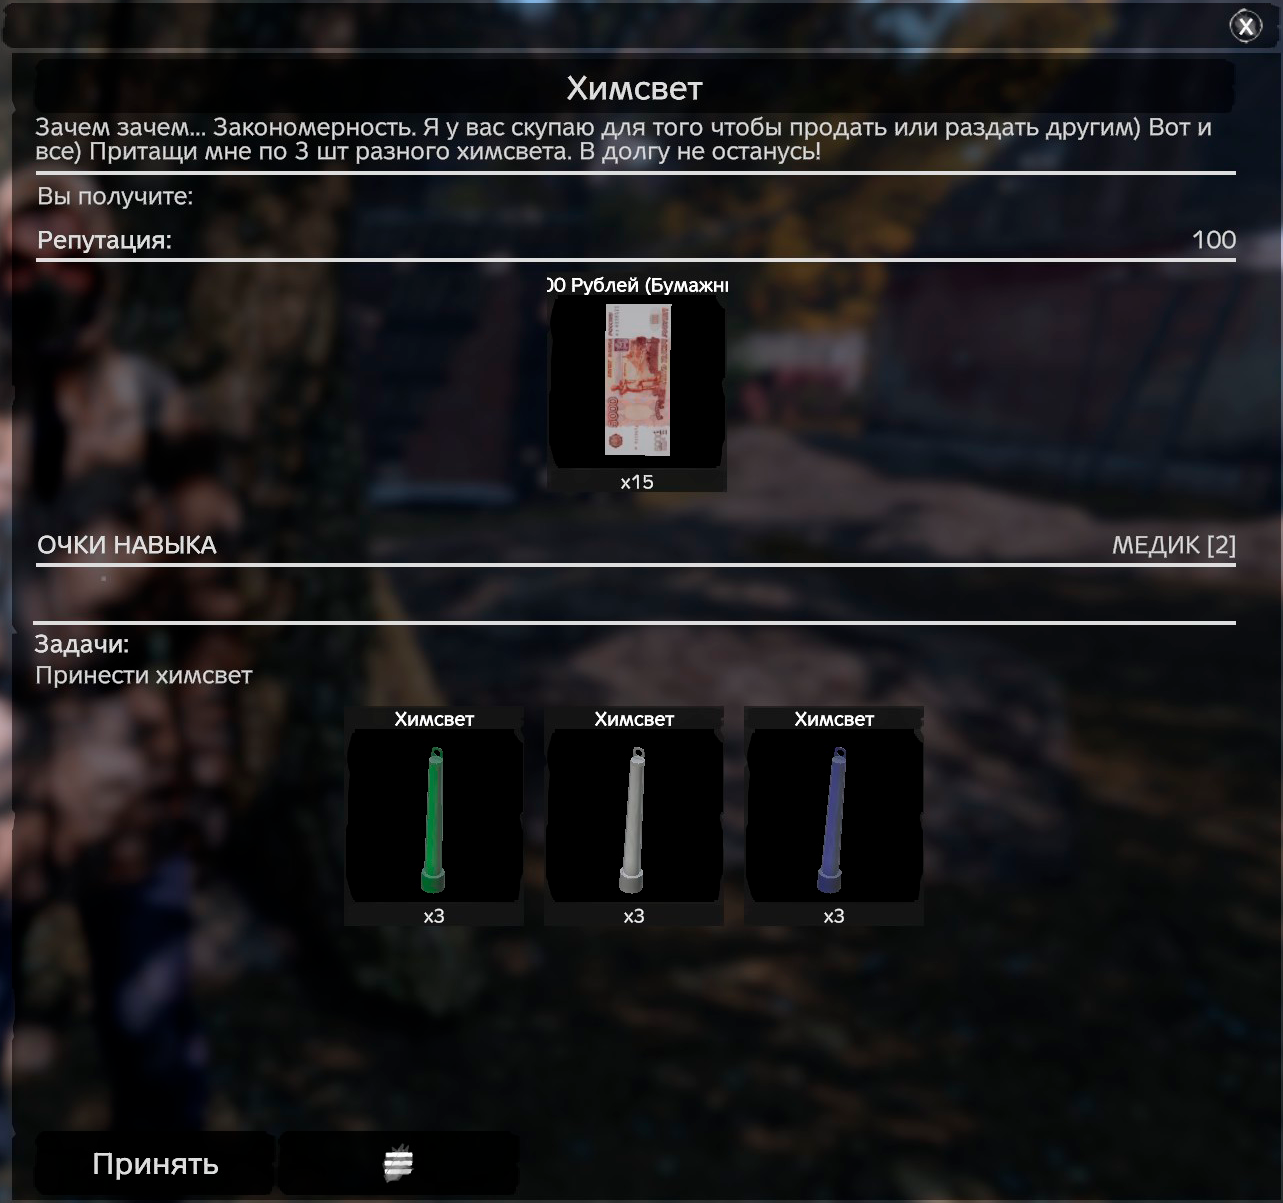 X
Химсвет
Зачем зачем... Закономерность. Я у вас скупаю для того чтобы продать или раздать другим) Вот и
все) Притащи мне по 3 шт разного химсвета. В долгу не останусь!
Вы получите:
Репутация: 100
00 Рублей (Бумажн
x15
ОЧКИ НАВЫКА МЕДИК [2]
Задачи:
Принести химсвет
Химсвет Химсвет Химсвет
x3 x3 x3
Принять